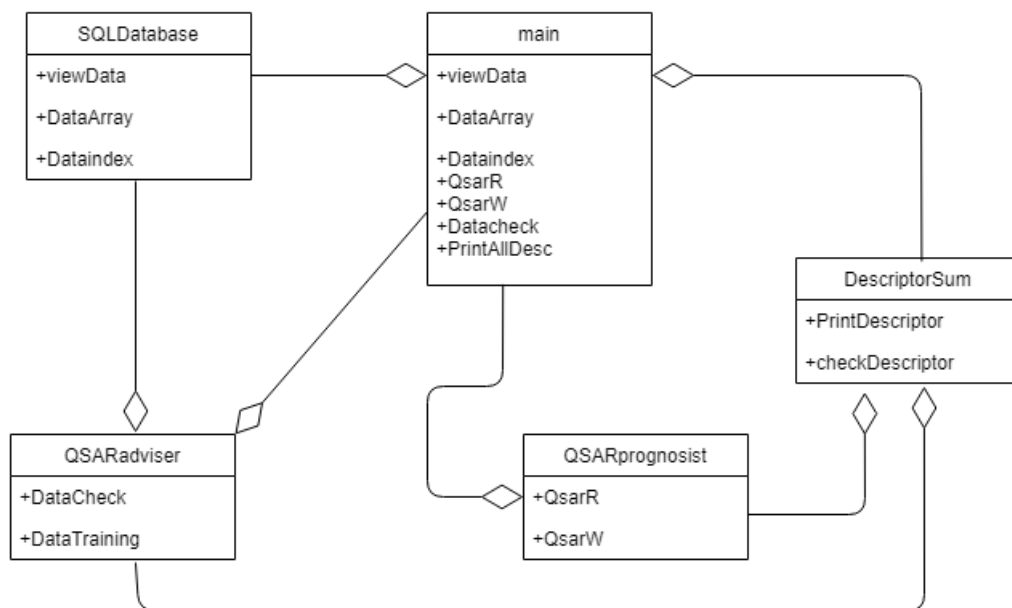 SQLDatabase
+viewData
+DataArray
+Dataindex
main
+viewData
+DataArray
+Dataindex
+QsarR
+QsarW
+Datacheck
+PrintAllDesc
DescriptorSum
+PrintDescriptor
+checkDescriptor
QSARadviser
+DataCheck
+DataTraining
QSARprognosist
+QsarR
+QsarW